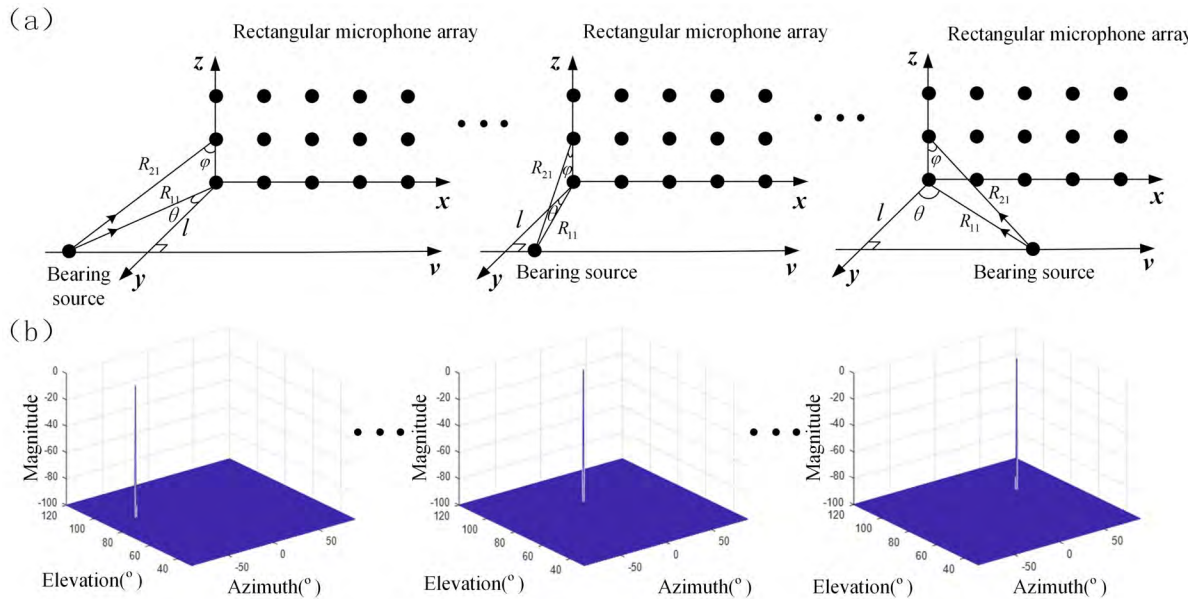 (a)
Rectangular microphone array
z
R21
φ
R11
θ
l
x
Bearing
source
y
v
Rectangular microphone array
z
R21
φ
l
θ
R11
x
y
Bearing source
v
Rectangular microphone array
z
φ
R21
l
θ
R11
x
y
Bearing source
v
(b)
Magnitude
0
-20
-40
-60
-80
-100
120
100
80
60
40
-50
0
50
Elevation(°)
Azimuth(°)
Magnitude
0
-20
-40
-60
-80
-100
120
100
80
60
40
-50
0
50
Elevation(°)
Azimuth(°)
Magnitude
0
-20
-40
-60
-80
-100
120
100
80
60
40
-50
0
50
Elevation(°)
Azimuth(°)